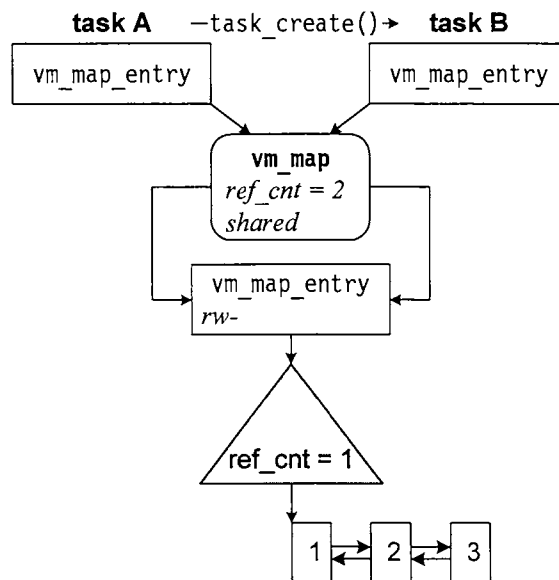 task A —task_create()→ task B
vm_map_entry vm_map_entry
vm_map
ref_cnt = 2
shared
vm_map_entry
rw-
ref_cnt = 1
1 2 3